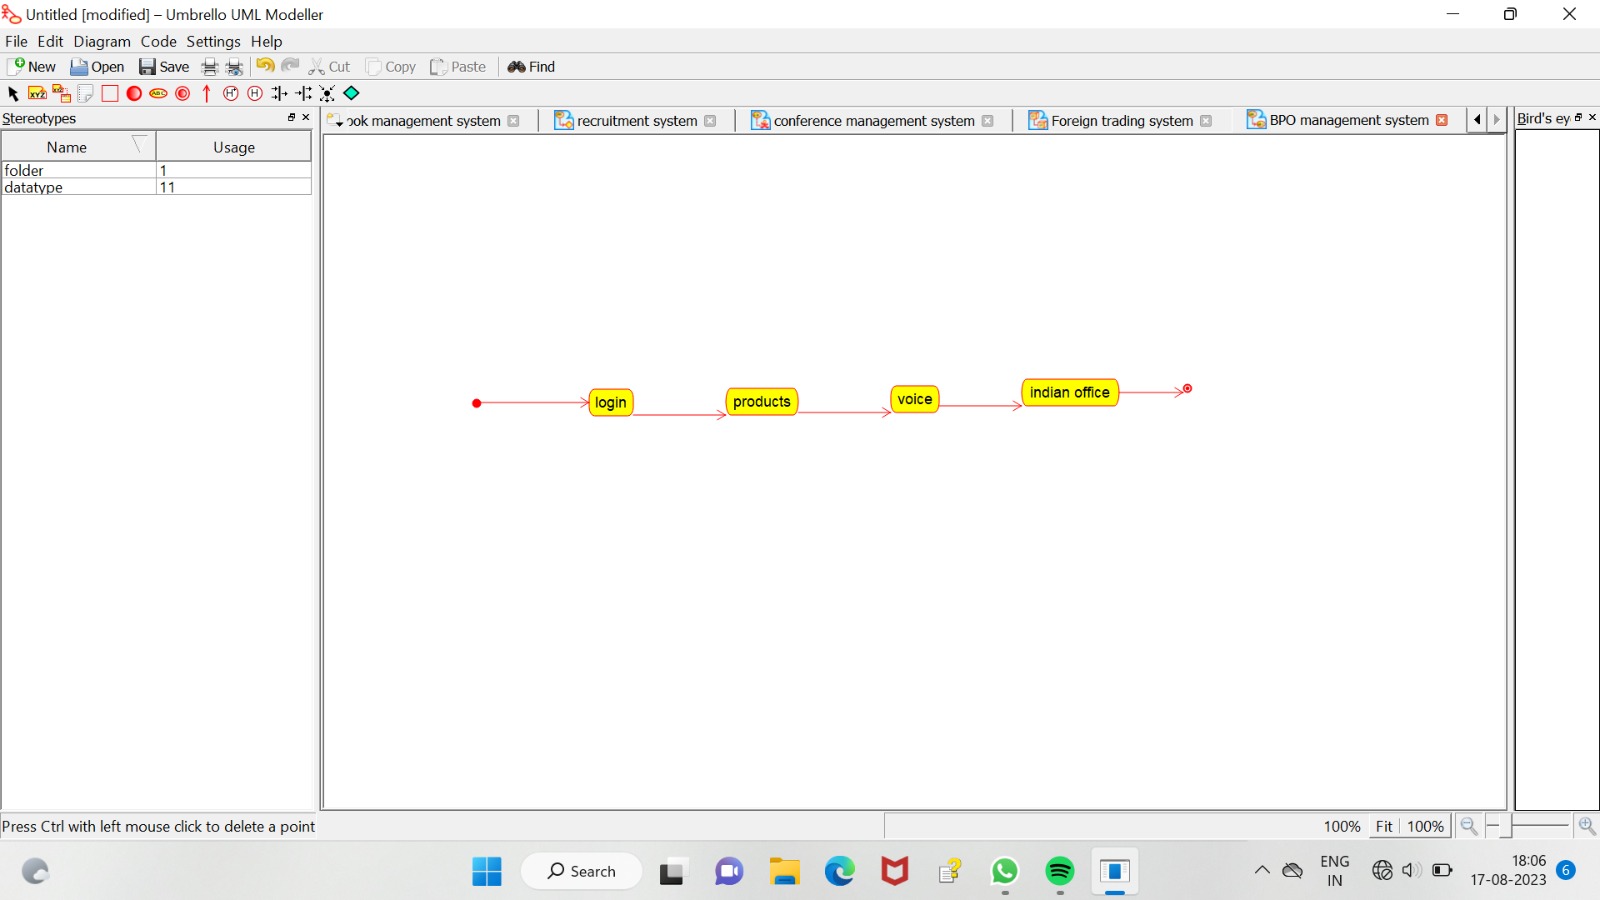 Untitled [modified] – Umbrello UML Modeller
File Edit Diagram Code Settings Help
New Open Save Cut Copy Paste Find
XYZ ABC H H
Stereotypes
ook management system recruitment system conference management system Foreign trading system BPO management system
Bird's ey
Name Usage
folder 1
datatype 11
login products voice indian office
Press Ctrl with left mouse click to delete a point
100% Fit 100%
Search
ENG
IN
18:06
17-08-2023
6